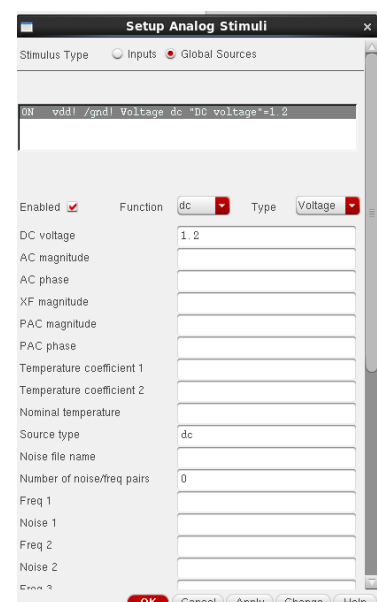 Setup Analog Stimuli
Stimulus Type Inputs Global Sources
ON vdd! /gnd! Voltage dc "DC voltage"=1.2
Enabled Function dc Type Voltage
DC voltage 1.2
AC magnitude
AC phase
XF magnitude
PAC magnitude
PAC phase
Temperature coefficient 1
Temperature coefficient 2
Nominal temperature
Source type dc
Noise file name
Number of noise/freq pairs 0
Freq 1
Noise 1
Freq 2
Noise 2
Freq 3
OK Cancel Apply Change Help